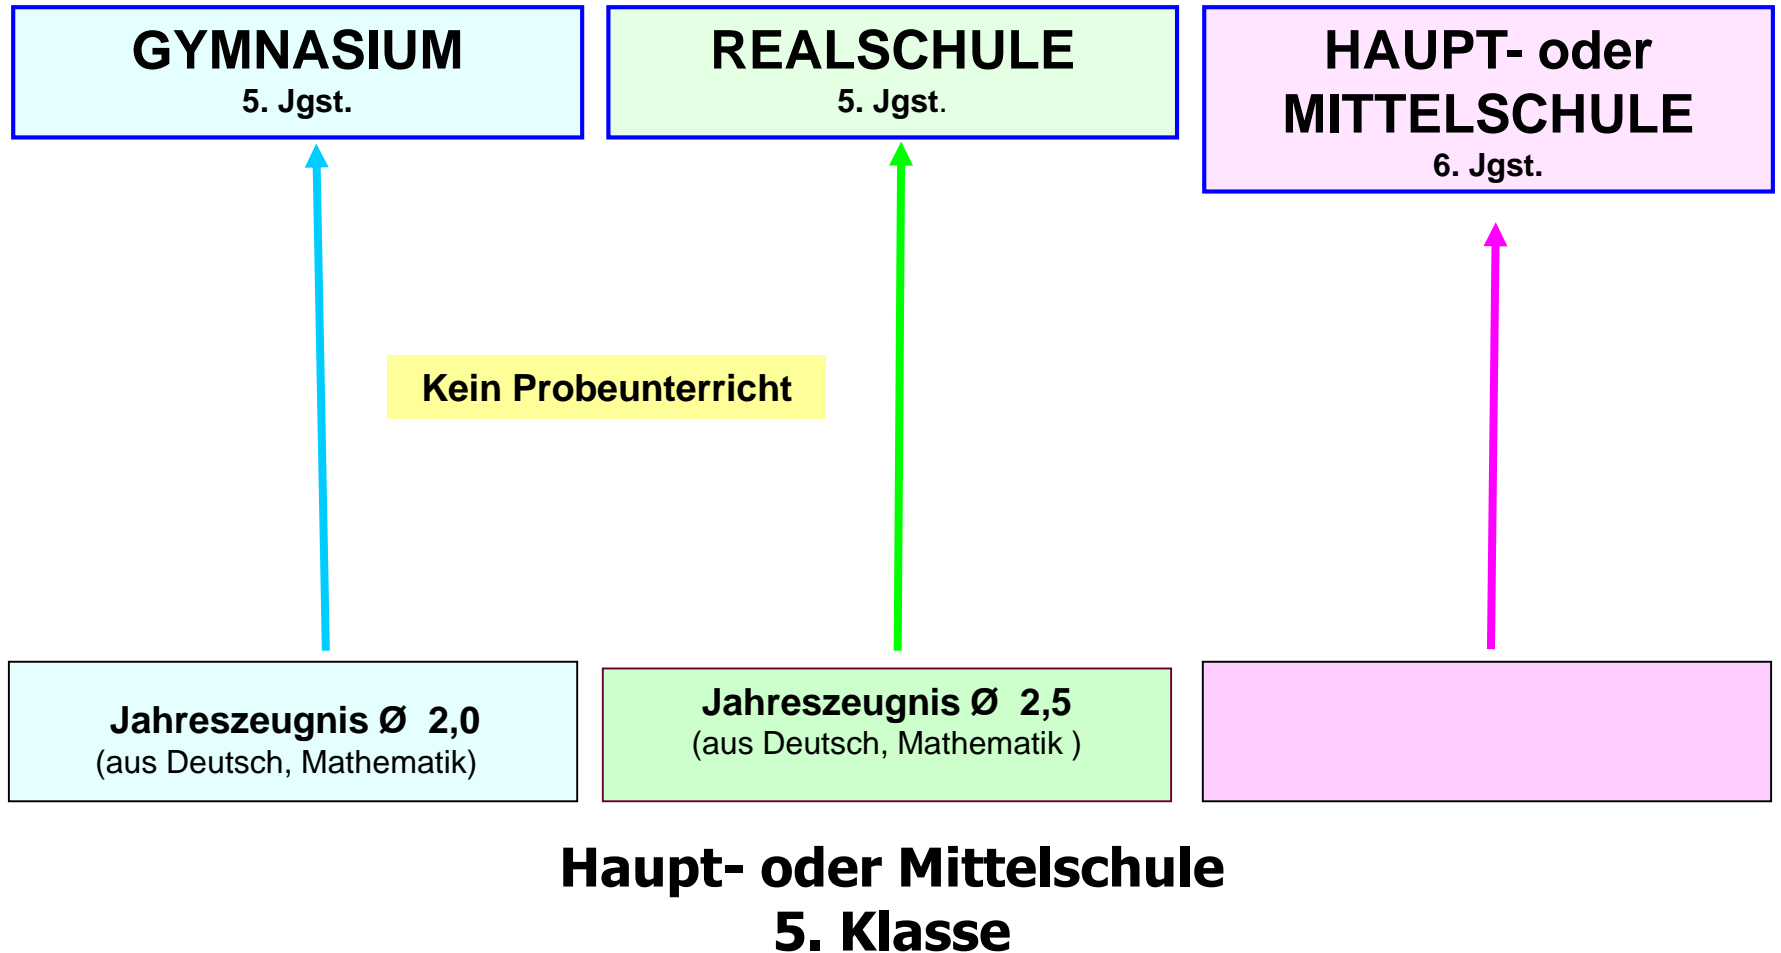 GYMNASIUM
5. Jgst.
REALSCHULE
5. Jgst.
HAUPT- oder
MITTELSCHULE
6. Jgst.
Kein Probeunterricht
Jahreszeugnis Ø  2,0
(aus Deutsch, Mathematik)
Jahreszeugnis Ø  2,5
(aus Deutsch, Mathematik )
Haupt- oder Mittelschule
5. Klasse